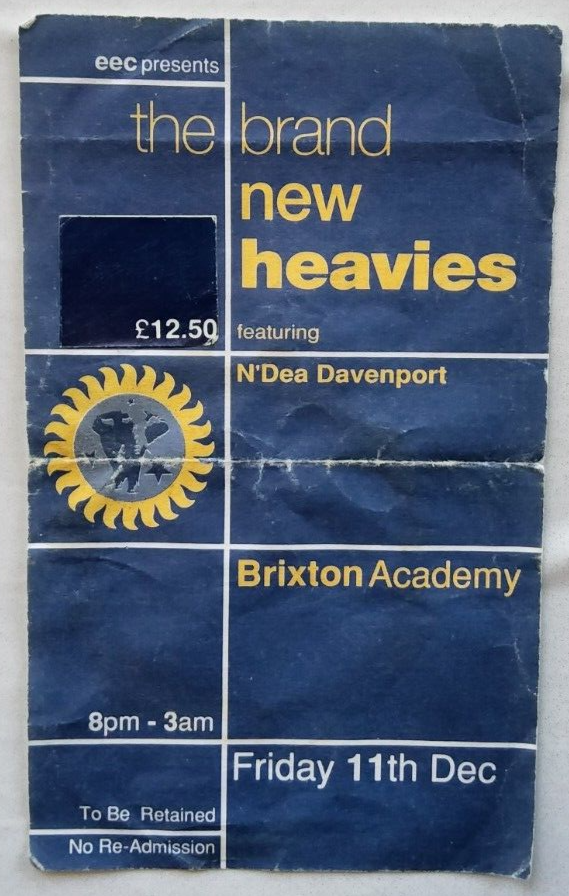 eec presents
the brand
new
heavies
£12.50
featuring
N'Dea Davenport
Brixton Academy
8pm - 3am
Friday 11th Dec
To Be Retained
No Re-Admission